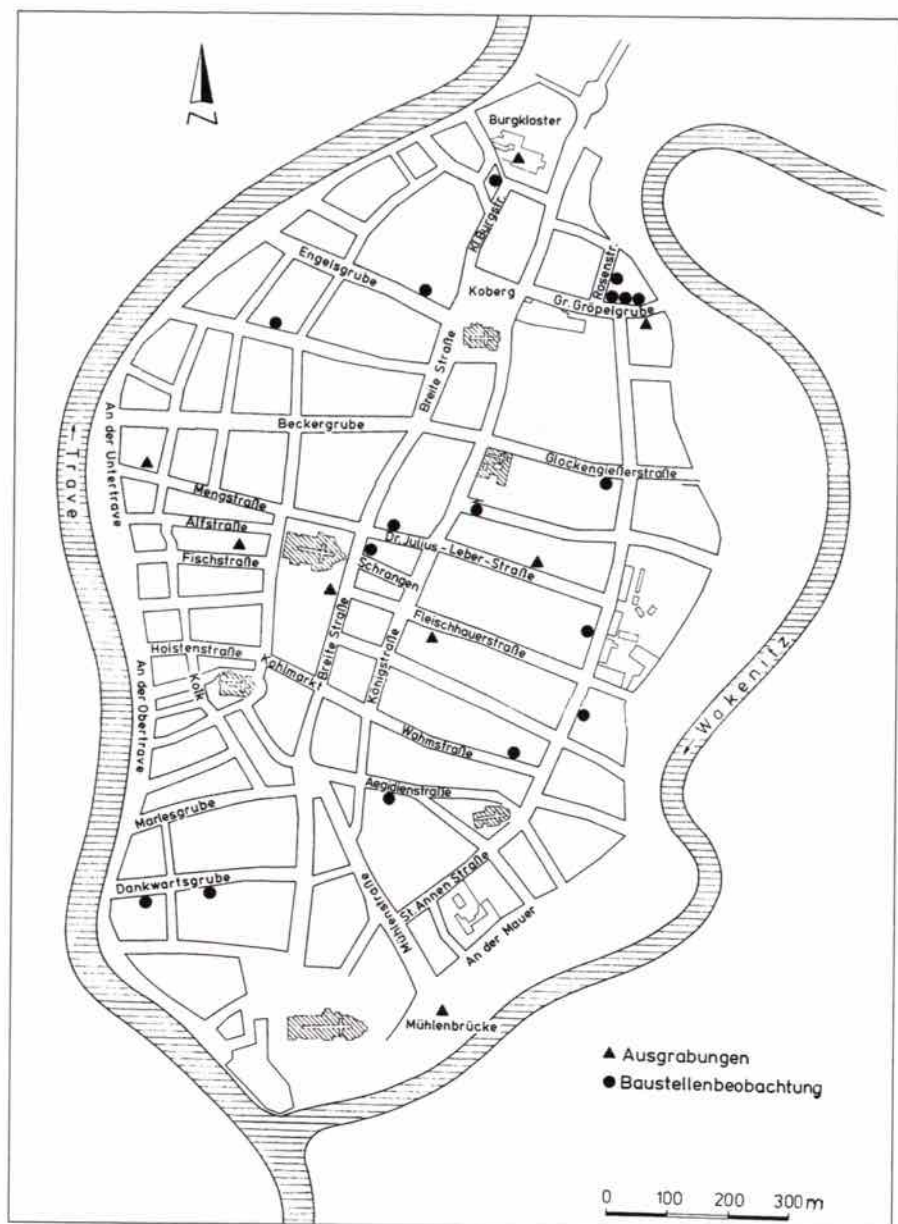 N
Burgkloster
Kl. Burgstr.
Engelsgrube
Rosenstr.
Koberg
Gr. Gröpelgrube
Breite Straße
An der Untertrave
Beckergrube
Trave
Glockengießerstraße
Mengstraße
Alfstraße
Dr. Julius-Leber-Straße
Fischstraße
Schrangen
Fleischhauerstraße
Breite Straße
Königstraße
Holstenstraße
Kohlmarkt
Kolk
An der Obertrave
Wakenitz
Wahmstraße
Aegidienstraße
Marlesgrube
Dankwartsgrube
Mühlenstraße
St. Annen Straße
An der Mauer
Mühlenbrücke
Ausgrabungen
Baustellenbeobachtung
0 100 200 300 m